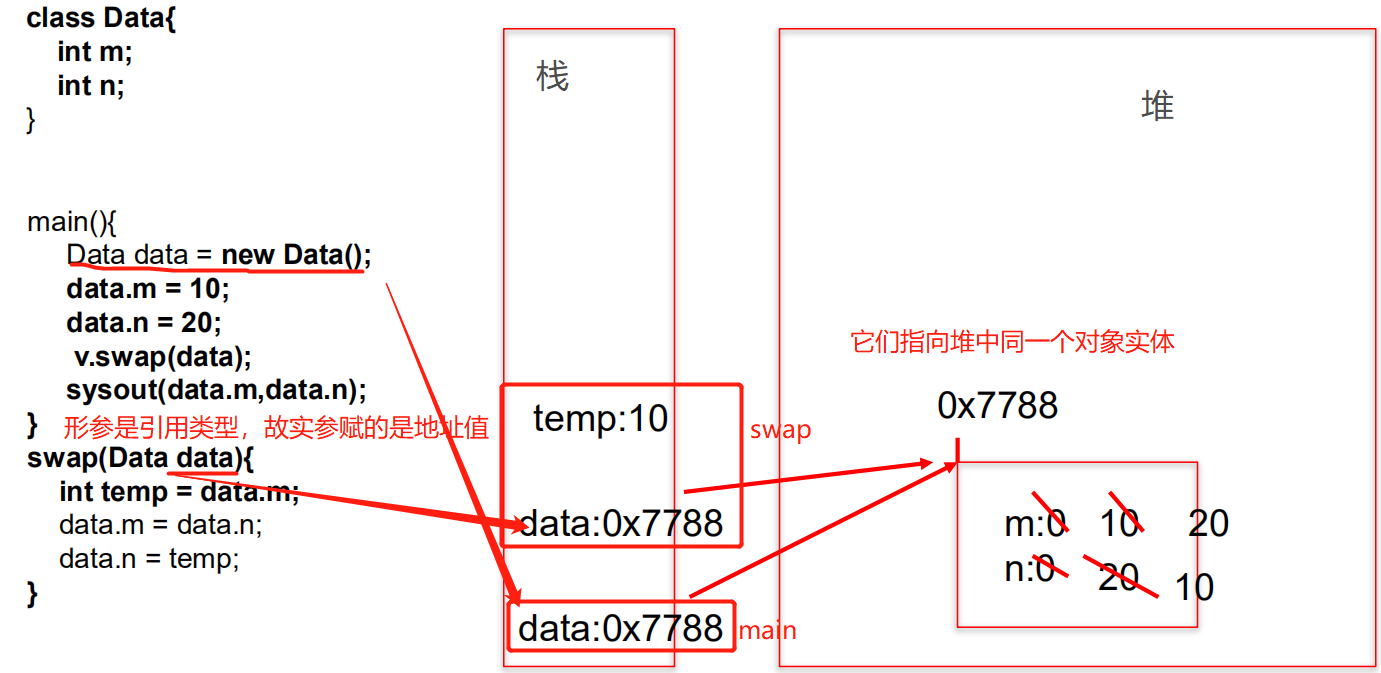 class Data{
int m;
int n;
}
main(){
Data data = new Data();
data.m = 10;
data.n = 20;
v.swap(data);
sysout(data.m,data.n);
}
形参是引用类型，故实参赋的是地址值
swap(Data data){
int temp = data.m;
data.m = data.n;
data.n = temp;
}
栈
temp:10
swap
data:0x7788
data:0x7788
main
堆
它们指向堆中同一个对象实体
0x7788
m:0 10 20
n:0 20 10